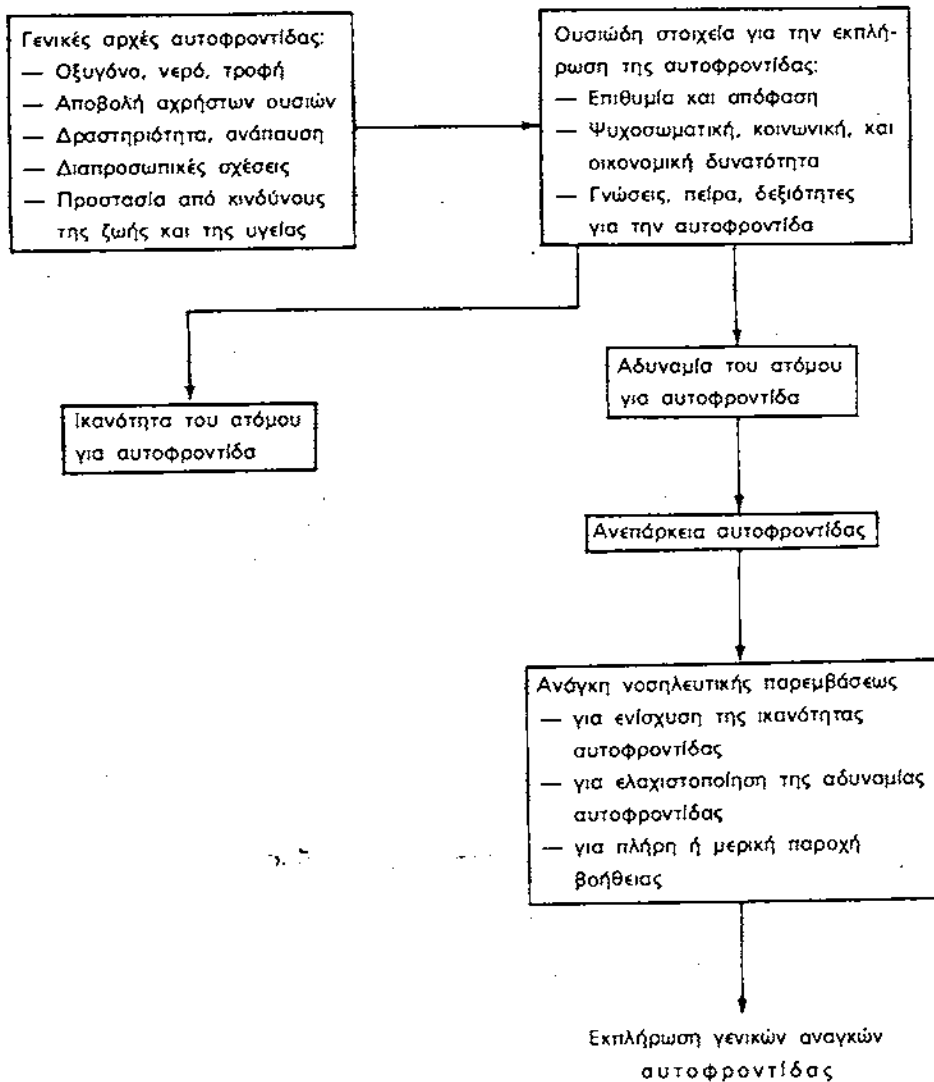 Γενικές αρχές αυτοφροντίδας:
— Οξυγόνο, νερό, τροφή
— Αποβολή αχρήστων ουσιών
— Δραστηριότητα, ανάπαυση
— Διαπροσωπικές σχέσεις
— Προστασία από κινδύνους
της ζωής και της υγείας
Ουσιώδη στοιχεία για την εκπλή-
ρωση της αυτοφροντίδας:
— Επιθυμία και απόφαση
— Ψυχοσωματική, κοινωνική, και
οικονομική δυνατότητα
— Γνώσεις, πείρα, δεξιότητες
για την αυτοφροντίδα
Ικανότητα του ατόμου
για αυτοφροντίδα
Αδυναμία του ατόμου
για αυτοφροντίδα
Ανεπάρκεια αυτοφροντίδας
Ανάγκη νοσηλευτικής παρεμβάσεως
— για ενίσχυση της ικανότητας
αυτοφροντίδας
— για ελαχιστοποίηση της αδυναμίας
αυτοφροντίδας
— για πλήρη ή μερική παροχή
βοήθειας
Εκπλήρωση γενικών αναγκών
αυτοφροντίδας